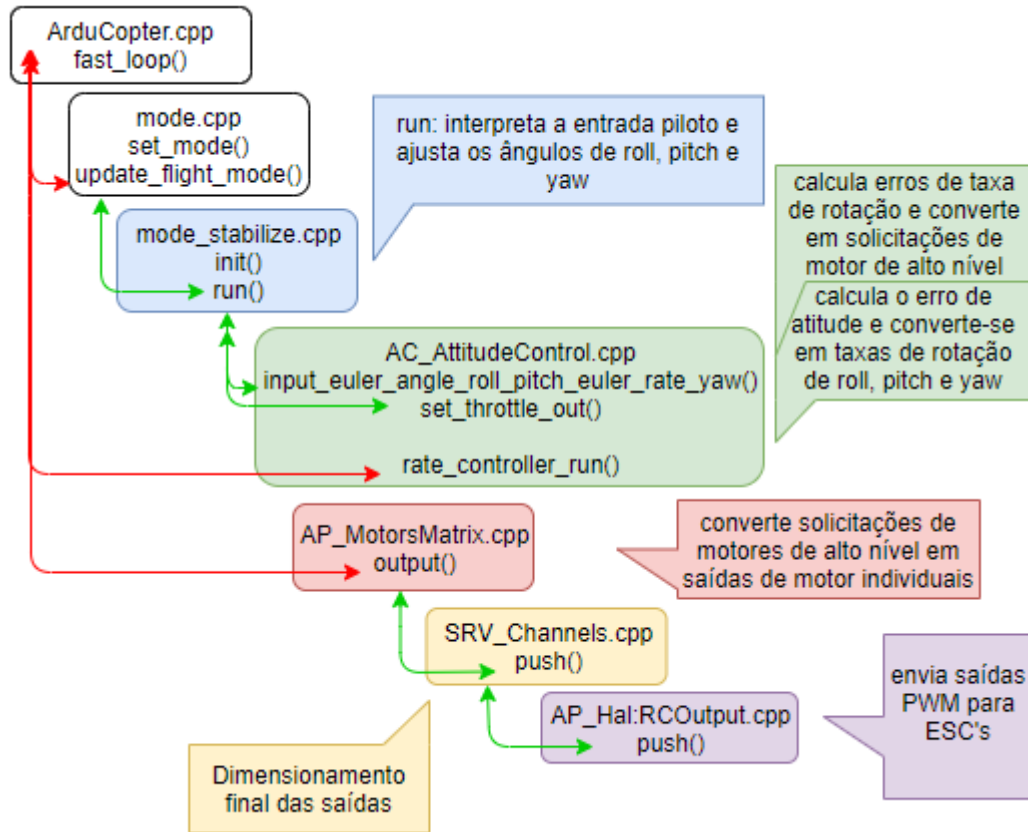 ArduCopter.cpp
fast_loop()
mode.cpp
set_mode()
update_flight_mode()
run: interpreta a entrada piloto e
ajusta os ângulos de roll, pitch e
yaw
mode_stabilize.cpp
init()
run()
calcula erros de taxa
de rotação e converte
em solicitações de
motor de alto nível
calcula o erro de
atitude e converte-se
em taxas de rotação
de roll, pitch e yaw
AC_AttitudeControl.cpp
input_euler_angle_roll_pitch_euler_rate_yaw()
set_throttle_out()
rate_controller_run()
AP_MotorsMatrix.cpp
output()
converte solicitações de
motores de alto nível em
saídas de motor individuais
SRV_Channels.cpp
push()
AP_Hal:RCOutput.cpp
push()
envia saídas
PWM para
ESC's
Dimensionamento
final das saídas